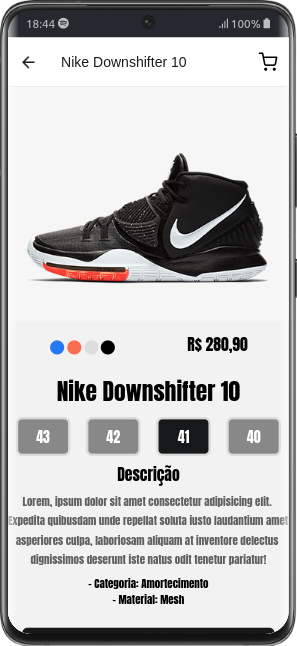 18:44 100%
Nike Downshifter 10
R$ 280,90
Nike Downshifter 10
43 42 41 40
Descrição
Lorem, ipsum dolor sit amet consectetur adipisicing elit.
Expedita quibusdam unde repellat soluta iusto laudantium amet
asperiores culpa, laboriosam aliquam at inventore delectus
dignissimos deserunt iste natus odit tenetur pariatur!
- Categoria: Amortecimento
- Material: Mesh